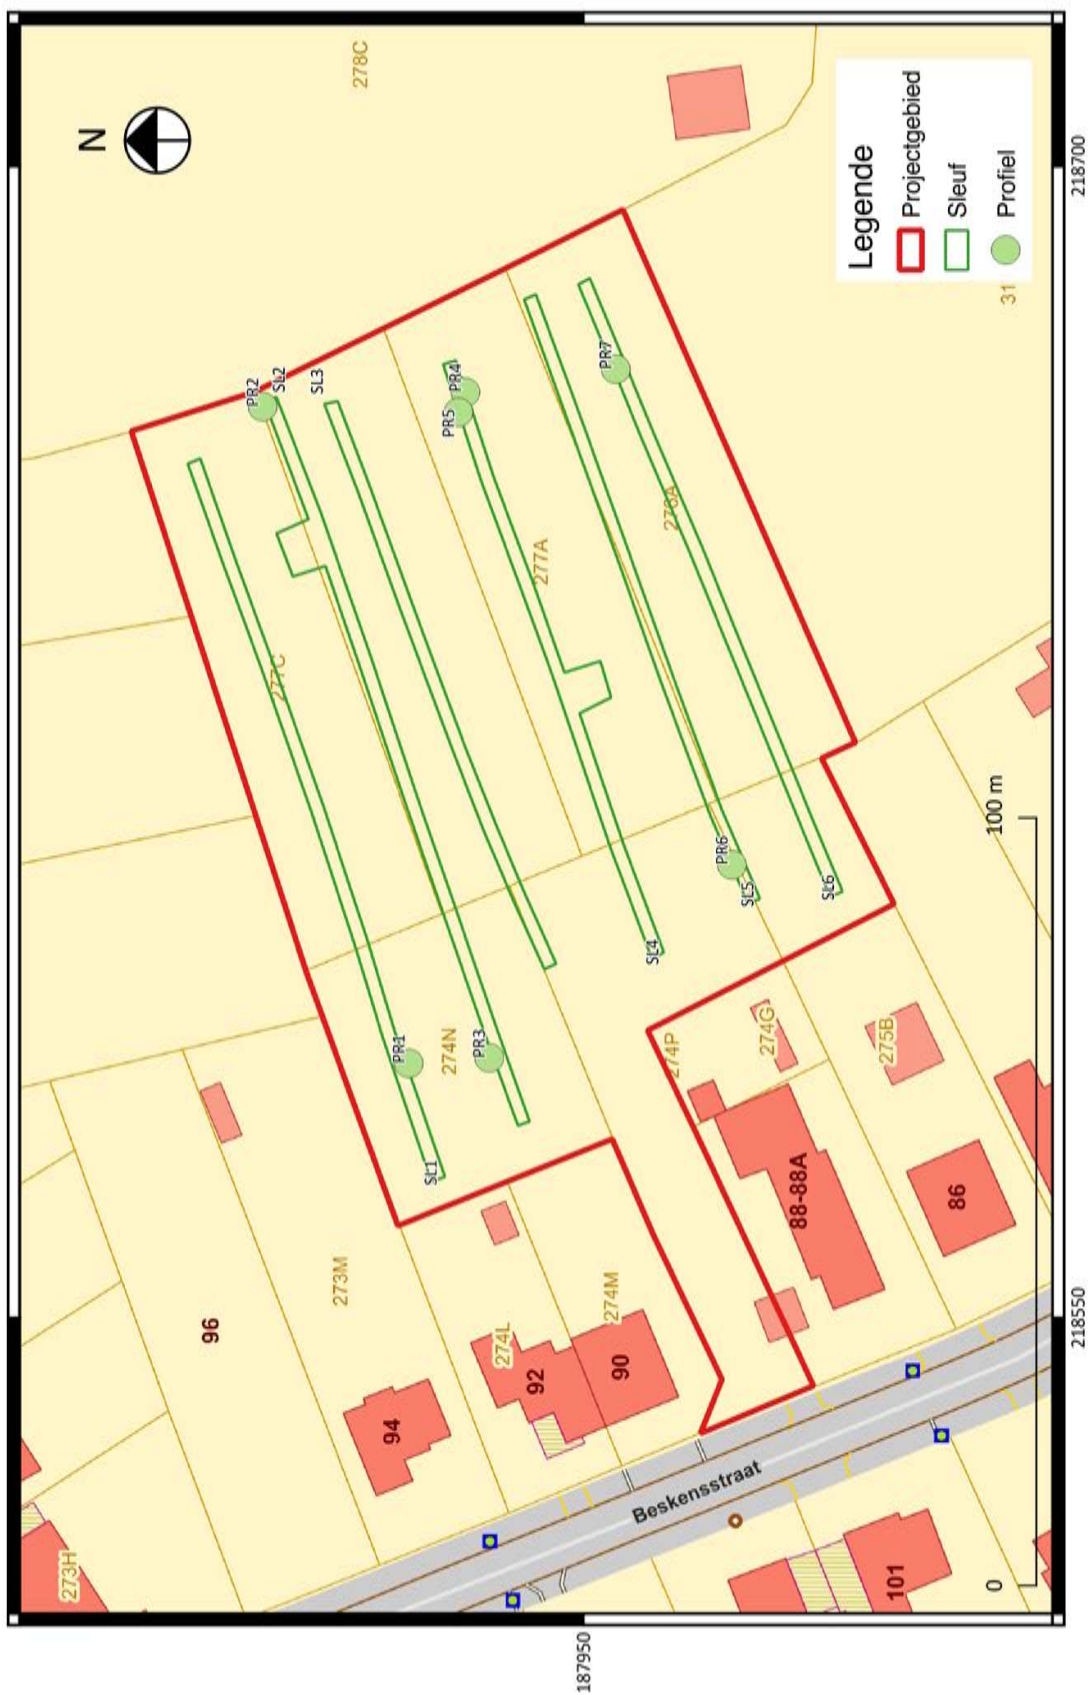 N
278C
Legende
Projectgebied
Sleuf
Profiel
31
PR2
SL2
SL3
PR4
PR5
PR7
277C
277A
276A
PR1
PR3
274N
SL1
SL4
PR6
SL5
SL6
274P
274G
275B
96
273M
94
274L
92
274M
90
88-88A
86
273H
Beskensstraat
101
0
100 m
218550
218700
187950